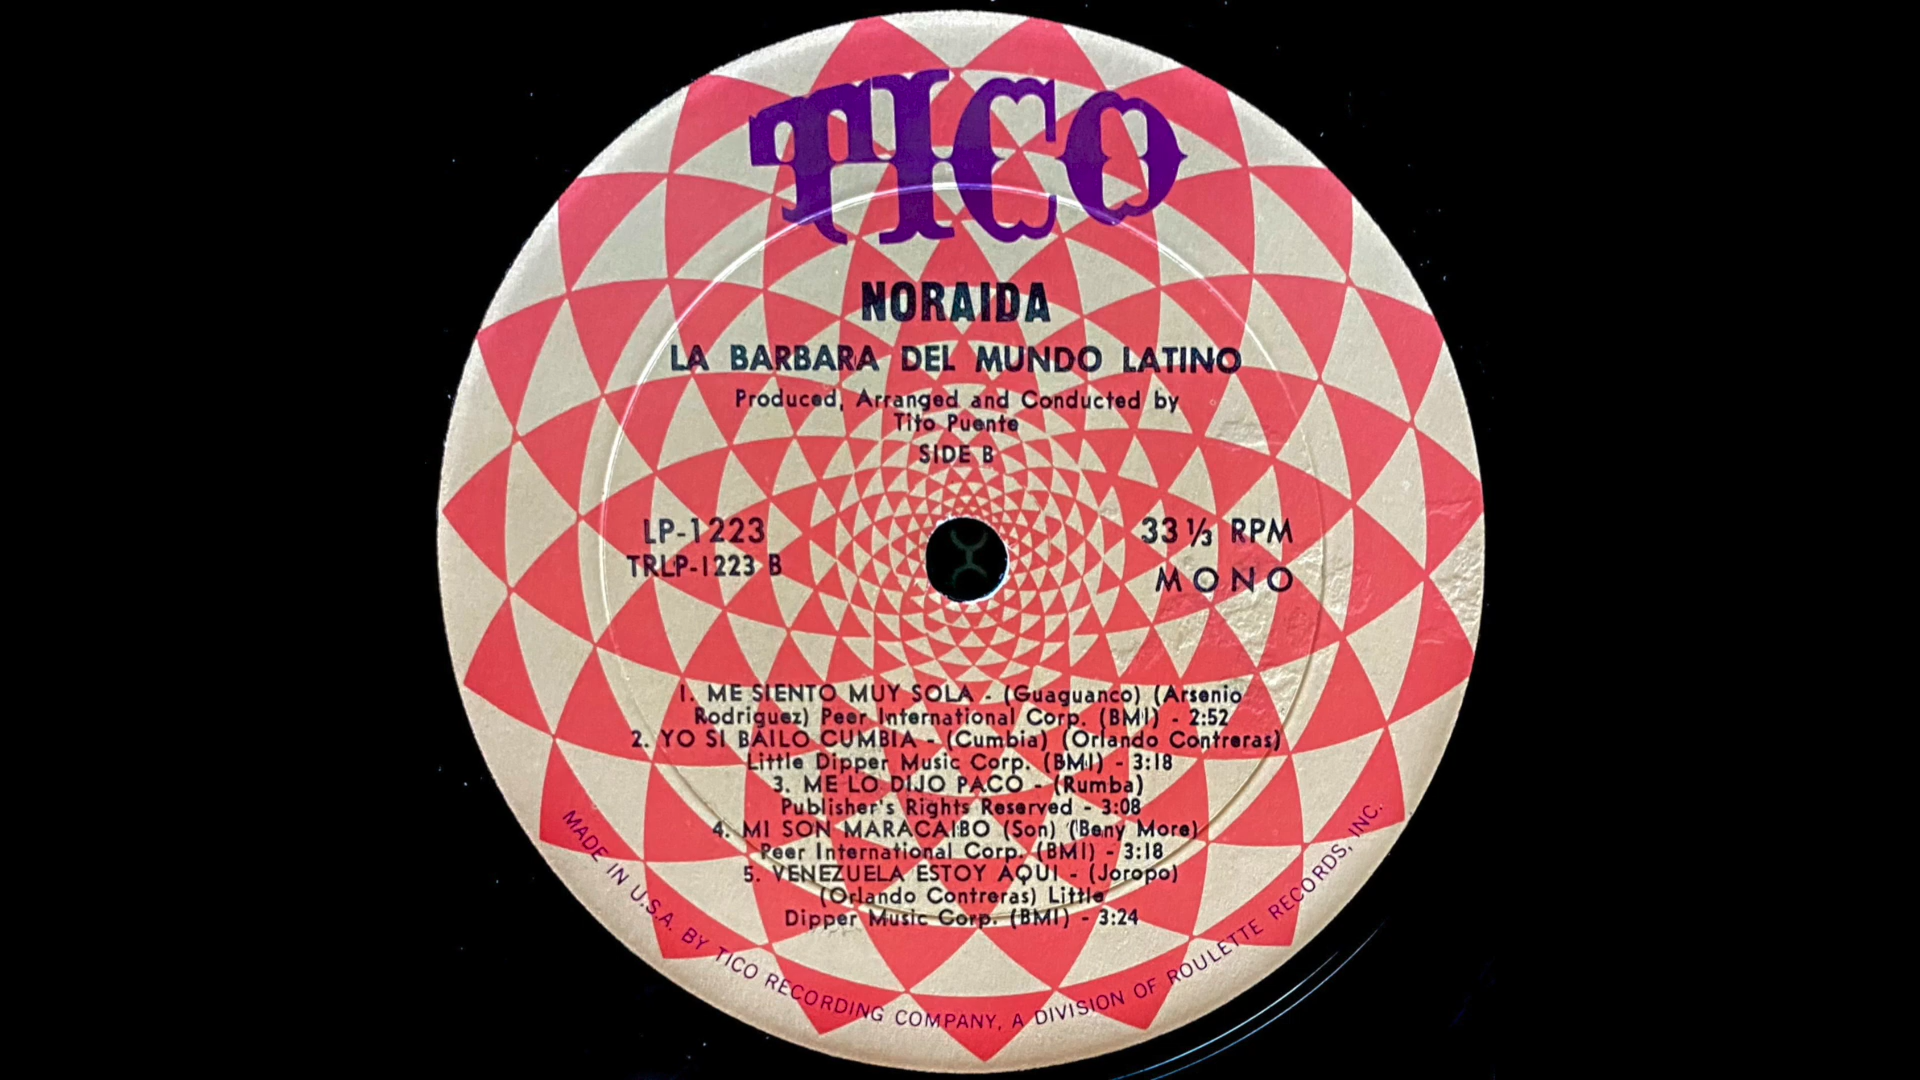 TICO
NORAIDA
LA BARBARA DEL MUNDO LATINO
Produced, Arranged and Conducted by
Tito Puente
SIDE B
LP-1223
TRLP-1223 B
33 ⅓ RPM
MONO
1. ME SIENTO MUY SOLA - (Guaguanco) (Arsenio
Rodriguez) Peer International Corp. (BMI) - 2:52
2. YO SI BAILO CUMBIA - (Cumbia) (Orlando Contreras)
Little Dipper Music Corp. (BMI) - 3:18
3. ME LO DIJO PACO - (Rumba)
Publisher's Rights Reserved - 3:08
4. MI SON MARACAIBO (Son) (Beny More)
Peer International Corp. (BMI) - 3:18
5. VENEZUELA ESTOY AQUI - (Joropo)
(Orlando Contreras) Little
Dipper Music Corp. (BMI) - 3:24
MADE IN U.S.A. BY TICO RECORDING COMPANY, A DIVISION OF ROULETTE RECORDS, INC.